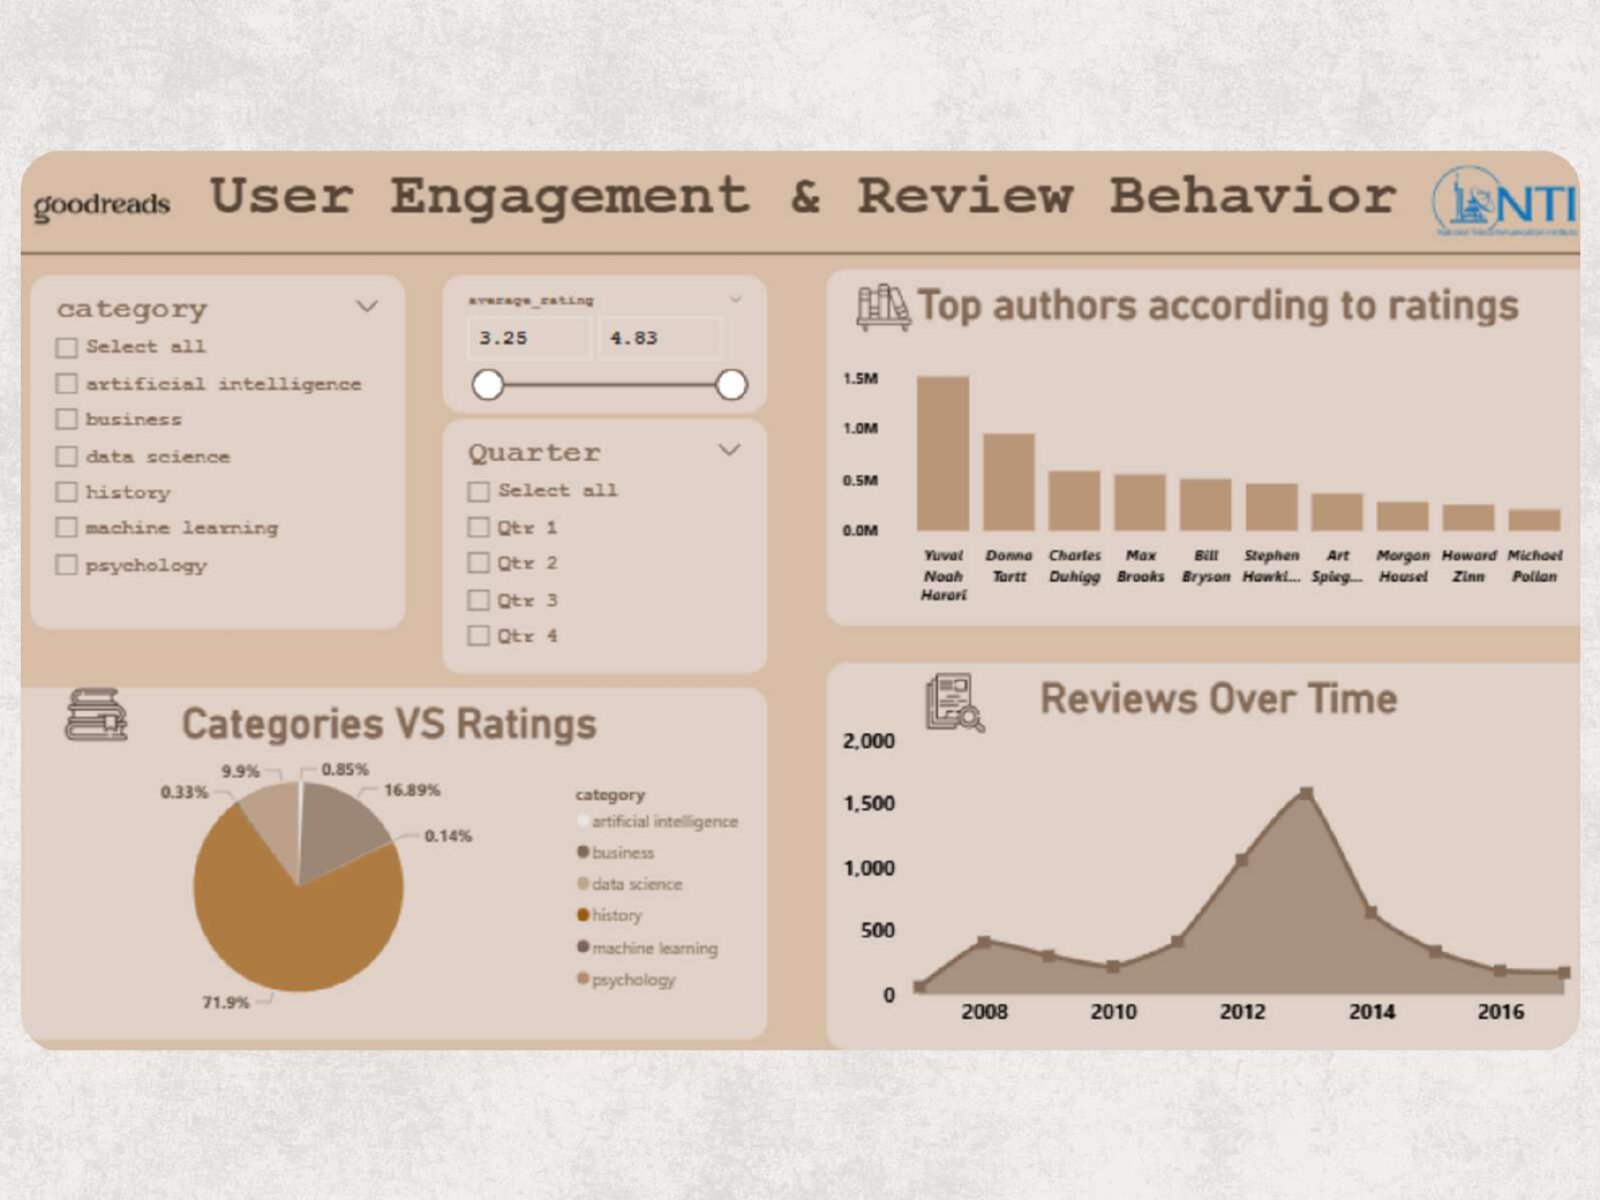 goodreads
User Engagement & Review Behavior
NTI
category
Select all
artificial intelligence
business
data science
history
machine learning
psychology
average_rating
3.25
4.83
Quarter
Select all
Qtr 1
Qtr 2
Qtr 3
Qtr 4
Top authors according to ratings
1.5M
1.0M
0.5M
0.0M
Yuval Noah Harari
Donna Tartt
Charles Duhigg
Max Brooks
Bill Bryson
Stephen Hawki...
Art Spieg...
Morgan Housel
Howard Zinn
Michael Pollan
Categories VS Ratings
9.9%
0.85%
0.33%
16.89%
0.14%
71.9%
category
artificial intelligence
business
data science
history
machine learning
psychology
Reviews Over Time
2,000
1,500
1,000
500
0
2008
2010
2012
2014
2016